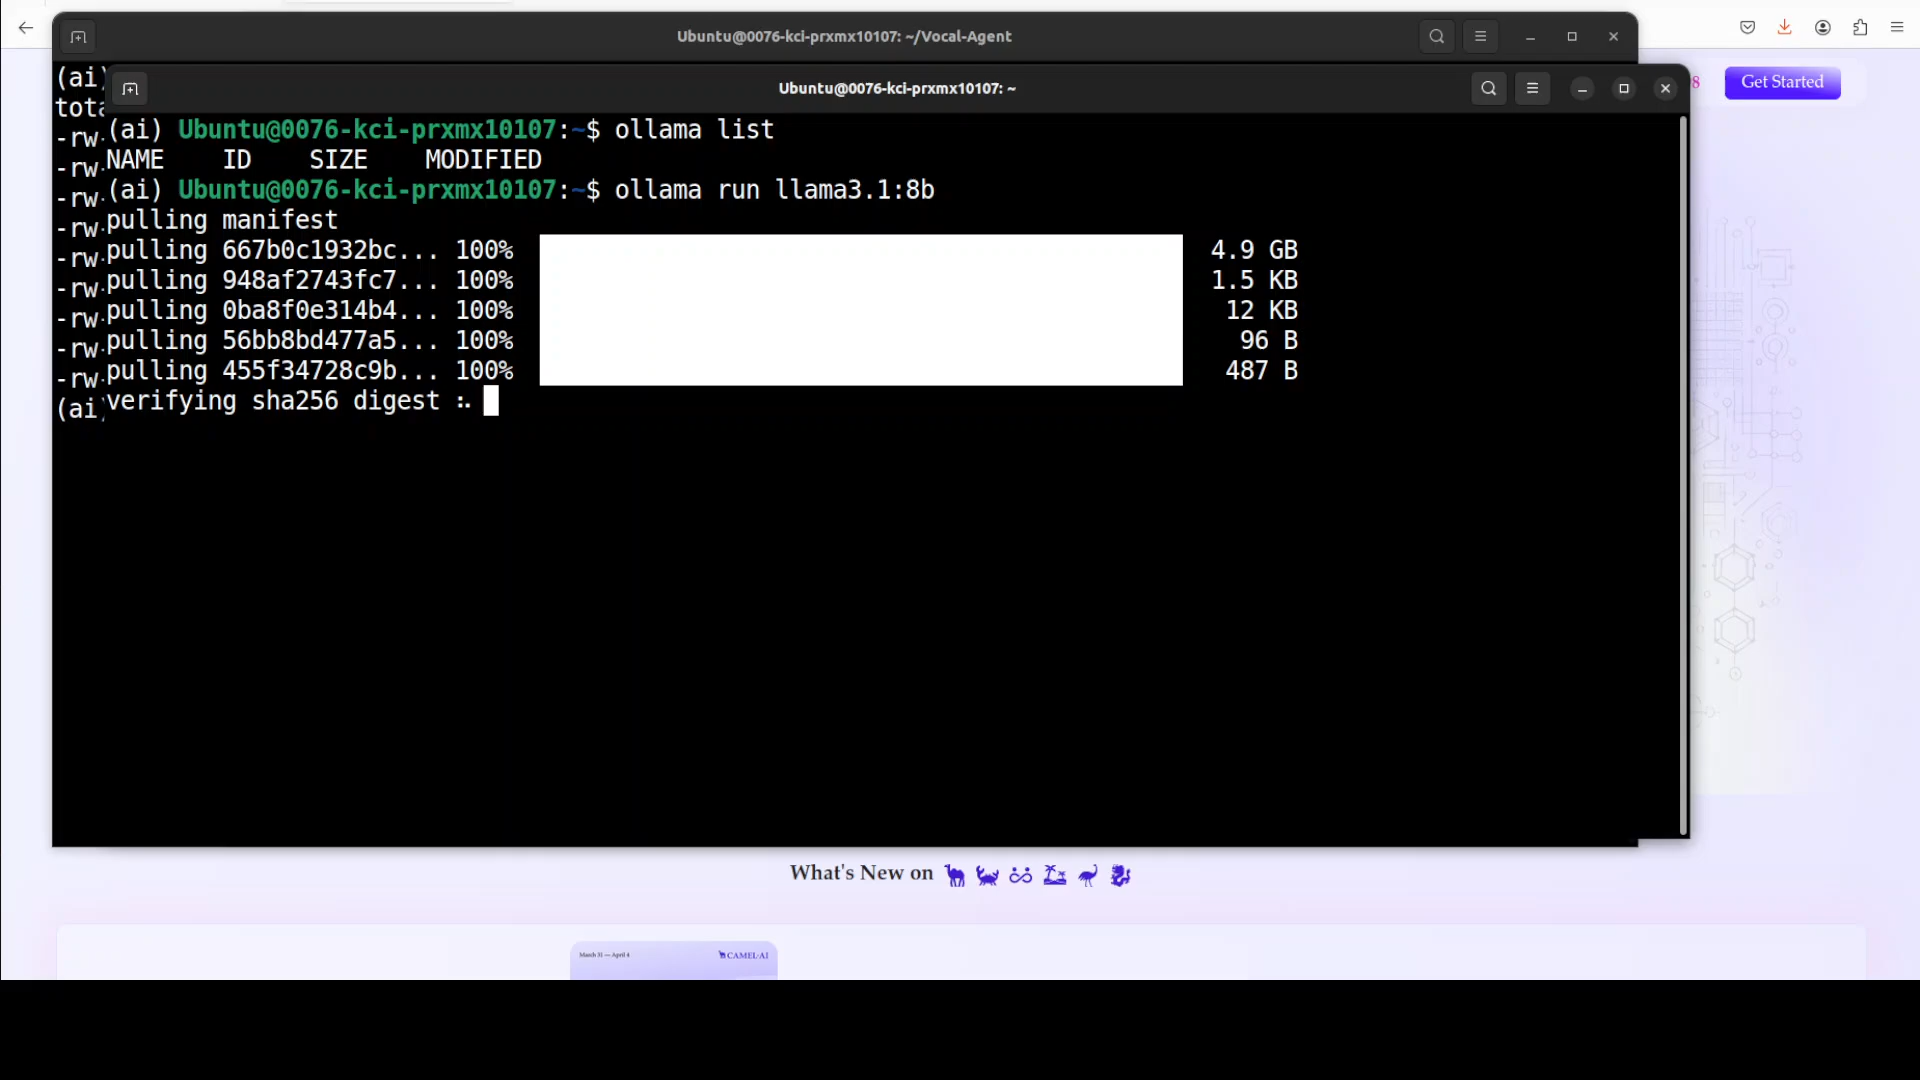 Ubuntu@0076-kci-prxmx10107: ~/Vocal-Agent
Get Started
Ubuntu@0076-kci-prxmx10107: ~
(ai)
tota
-rw-
-rw-
-rw-
-rw-
-rw-
-rw-
-rw-
-rw-
-rw-
(ai)
(ai) Ubuntu@0076-kci-prxmx10107:~$ ollama list
NAME ID SIZE MODIFIED
(ai) Ubuntu@0076-kci-prxmx10107:~$ ollama run llama3.1:8b
pulling manifest
pulling 667b0c1932bc... 100% 4.9 GB
pulling 948af2743fc7... 100% 1.5 KB
pulling 0ba8f0e314b4... 100% 12 KB
pulling 56bb8bd477a5... 100% 96 B
pulling 455f34728c9b... 100% 487 B
verifying sha256 digest
What's New on
March 31 — April 4
CAMEL-AI